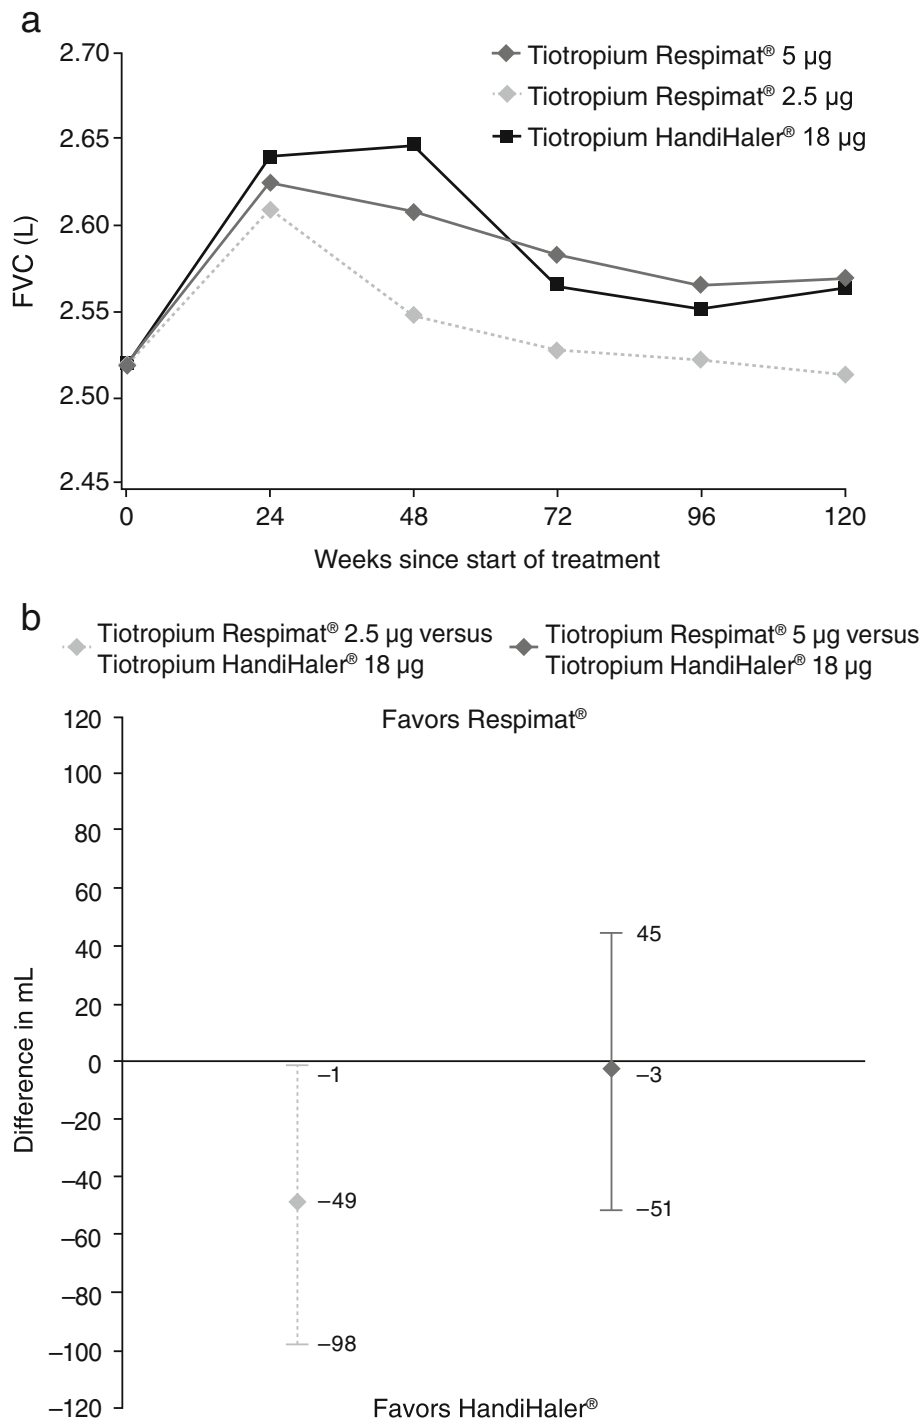 a
2.70
2.65
2.60
2.55
2.50
2.45
FVC (L)
Tiotropium Respimat® 5 µg
Tiotropium Respimat® 2.5 µg
Tiotropium HandiHaler® 18 µg
0 24 48 72 96 120
Weeks since start of treatment
b
Tiotropium Respimat® 2.5 µg versus
Tiotropium HandiHaler® 18 µg
Tiotropium Respimat® 5 µg versus
Tiotropium HandiHaler® 18 µg
Favors Respimat®
120
100
80
60
40
20
0
–20
–40
–60
–80
–100
–120
Difference in mL
–1
–49
–98
45
–3
–51
Favors HandiHaler®